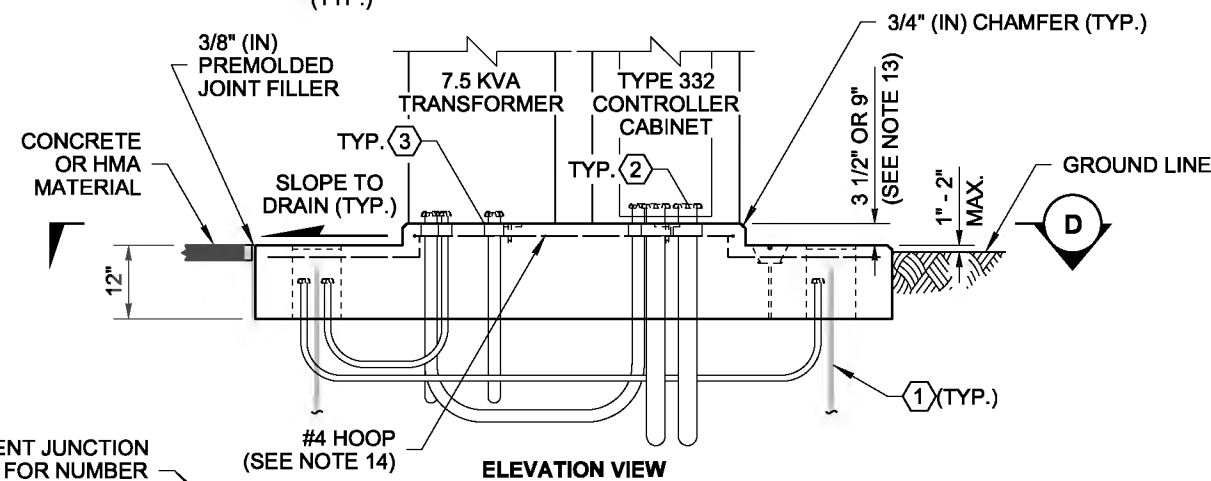 (TYP.)
3/8" (IN)
PREMOLDED
JOINT FILLER
3/4" (IN) CHAMFER (TYP.)
7.5 KVA
TRANSFORMER
TYPE 332
CONTROLLER
CABINET
3 1/2" OR 9"
(SEE NOTE 13)
1" - 2"
MAX.
GROUND LINE
CONCRETE
OR HMA
MATERIAL
TYP. 3
TYP. 2
SLOPE TO
DRAIN (TYP.)
D
12"
1 (TYP.)
#4 HOOP
(SEE NOTE 14)
ELEVATION VIEW
ENT JUNCTION
FOR NUMBER